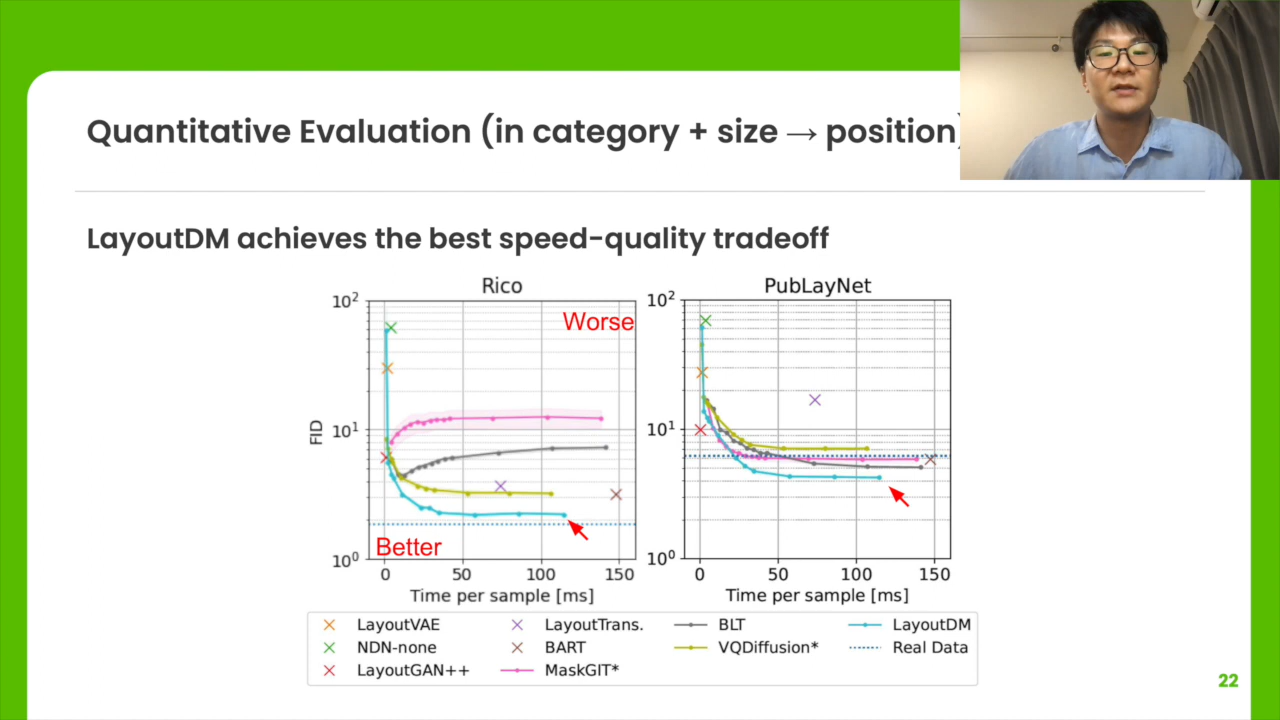 Quantitative Evaluation (in category + size → position)
LayoutDM achieves the best speed-quality tradeoff
Rico
PubLayNet
10²
10¹
10⁰
FID
Worse
Better
0 50 100 150
Time per sample [ms]
10²
10¹
10⁰
0 50 100 150
Time per sample [ms]
LayoutVAE LayoutTrans. BLT LayoutDM
NDN-none BART VQDiffusion* Real Data
LayoutGAN++ MaskGIT*
22